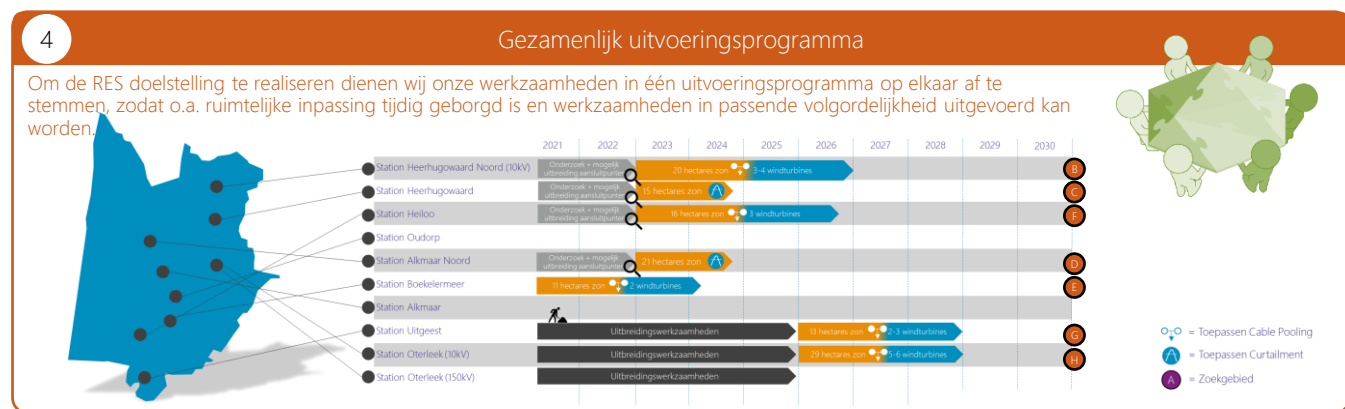 4
Gezamenlijk uitvoeringsprogramma
Om de RES doelstelling te realiseren dienen wij onze werkzaamheden in één uitvoeringsprogramma op elkaar af te
stemmen, zodat o.a. ruimtelijke inpassing tijdig geborgd is en werkzaamheden in passende volgordelijkheid uitgevoerd kan
worden.
2021 2022 2023 2024 2025 2026 2027 2028 2029 2030
Station Heerhugowaard Noord (10kV)
Onderzoek + mogelijk
uitbreiding aansluitpunten
20 hectares zon
3-4 windturbines
B
Station Heerhugowaard
Onderzoek + mogelijk
uitbreiding aansluitpunten
15 hectares zon
C
Station Heiloo
Onderzoek + mogelijk
uitbreiding aansluitpunten
16 hectares zon
3 windturbines
F
Station Oudorp
Station Alkmaar Noord
Onderzoek + mogelijk
uitbreiding aansluitpunten
21 hectares zon
D
Station Boekelermeer
11 hectares zon
2 windturbines
E
Station Alkmaar
Station Uitgeest
Uitbreidingswerkzaamheden
13 hectares zon
2-3 windturbines
G
Station Oterleek (10kV)
Uitbreidingswerkzaamheden
29 hectares zon
5-6 windturbines
H
Station Oterleek (150kV)
Uitbreidingswerkzaamheden
= Toepassen Cable Pooling
= Toepassen Curtailment
A = Zoekgebied